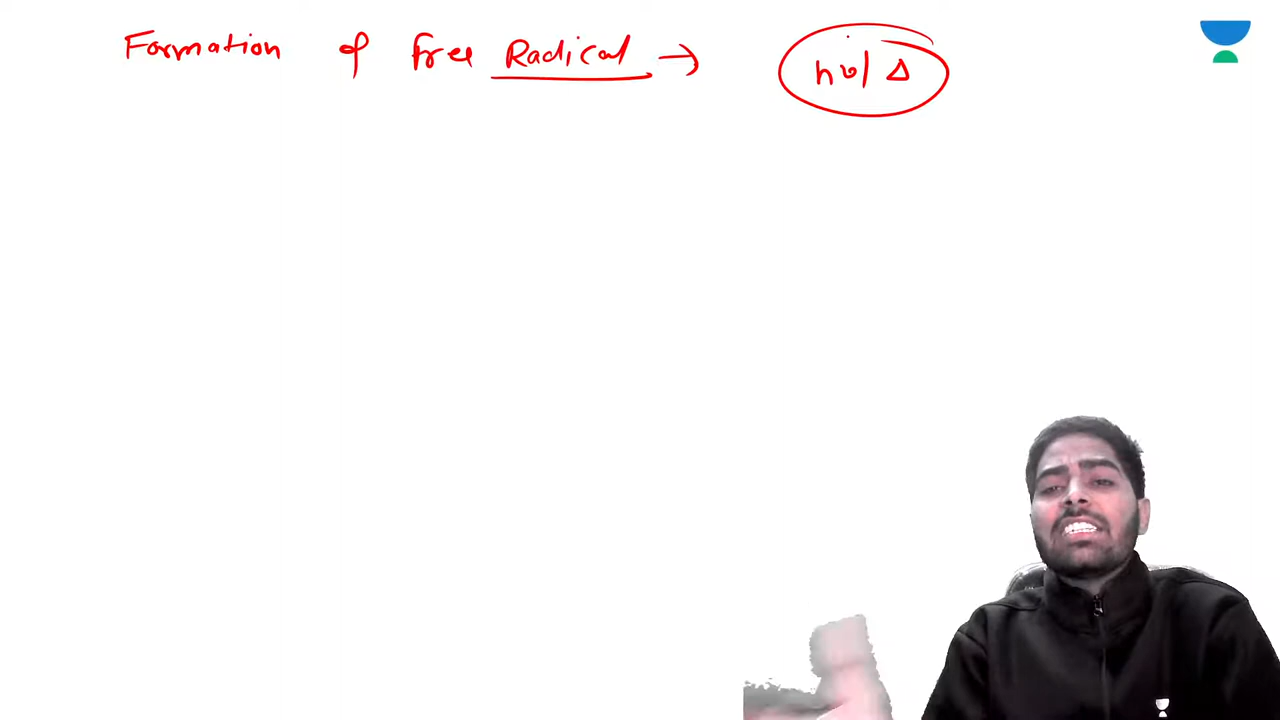 Formation of free Radical → hν/Δ